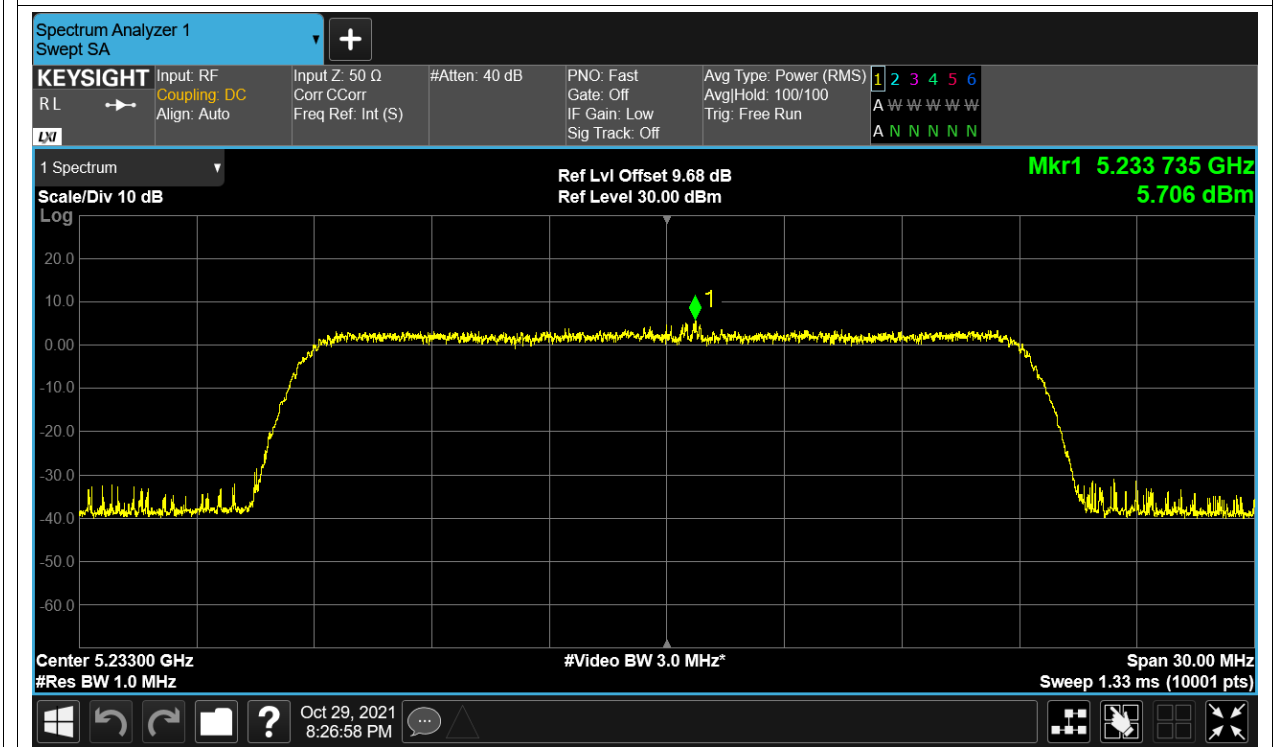 Spectrum Analyzer 1
Swept SA
+
KEYSIGHT
RL
LXI
Input: RF
Coupling: DC
Align: Auto
Input Z: 50 Ω
Corr CCorr
Freq Ref: Int (S)
#Atten: 40 dB
PNO: Fast
Gate: Off
IF Gain: Low
Sig Track: Off
Avg Type: Power (RMS)
Avg|Hold: 100/100
Trig: Free Run
1 2 3 4 5 6
A W W W W W
A N N N N N
1 Spectrum
Scale/Div 10 dB
Log
Ref Lvl Offset 9.68 dB
Ref Level 30.00 dBm
Mkr1 5.233 735 GHz
5.706 dBm
20.0
10.0
1
0.00
-10.0
-20.0
-30.0
-40.0
-50.0
-60.0
Center 5.23300 GHz
#Res BW 1.0 MHz
#Video BW 3.0 MHz*
Span 30.00 MHz
Sweep 1.33 ms (10001 pts)
?
Oct 29, 2021
8:26:58 PM